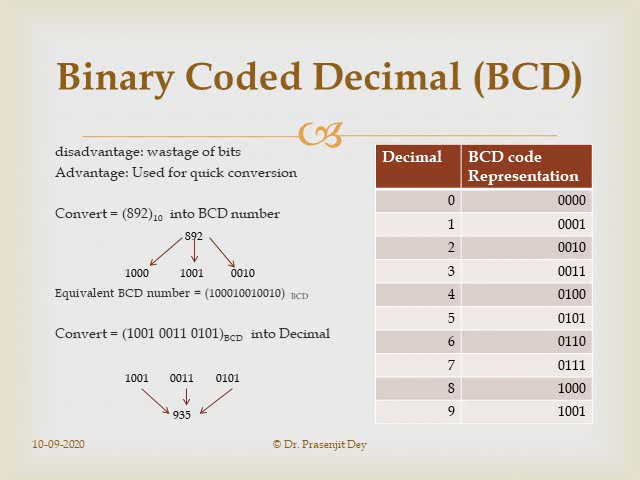 Binary Coded Decimal (BCD)
disadvantage: wastage of bits
Advantage: Used for quick conversion
Convert = (892)10 into BCD number
892
1000 1001 0010
Equivalent BCD number = (100010010010) BCD
Convert = (1001 0011 0101)BCD into Decimal
1001 0011 0101
935
Decimal BCD code Representation
0 0000
1 0001
2 0010
3 0011
4 0100
5 0101
6 0110
7 0111
8 1000
9 1001
10-09-2020 © Dr. Prasenjit Dey